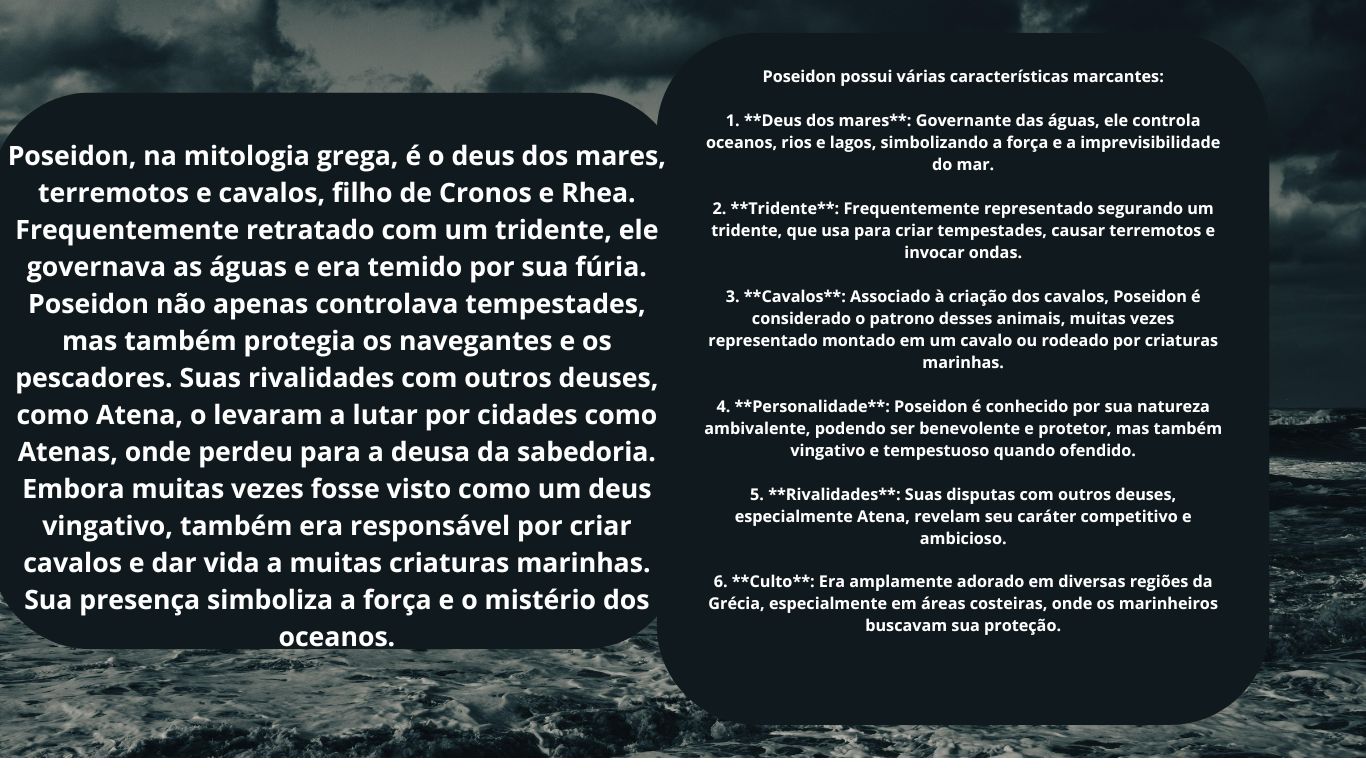 Poseidon, na mitologia grega, é o deus dos mares,
terremotos e cavalos, filho de Cronos e Rhea.
Frequentemente retratado com um tridente, ele
governava as águas e era temido por sua fúria.
Poseidon não apenas controlava tempestades,
mas também protegia os navegantes e os
pescadores. Suas rivalidades com outros deuses,
como Atena, o levaram a lutar por cidades como
Atenas, onde perdeu para a deusa da sabedoria.
Embora muitas vezes fosse visto como um deus
vingativo, também era responsável por criar
cavalos e dar vida a muitas criaturas marinhas.
Sua presença simboliza a força e o mistério dos
oceanos.
Poseidon possui várias características marcantes:
1. **Deus dos mares**: Governante das águas, ele controla
oceanos, rios e lagos, simbolizando a força e a imprevisibilidade
do mar.
2. **Tridente**: Frequentemente representado segurando um
tridente, que usa para criar tempestades, causar terremotos e
invocar ondas.
3. **Cavalos**: Associado à criação dos cavalos, Poseidon é
considerado o patrono desses animais, muitas vezes
representado montado em um cavalo ou rodeado por criaturas
marinhas.
4. **Personalidade**: Poseidon é conhecido por sua natureza
ambivalente, podendo ser benevolente e protetor, mas também
vingativo e tempestuoso quando ofendido.
5. **Rivalidades**: Suas disputas com outros deuses,
especialmente Atena, revelam seu caráter competitivo e
ambicioso.
6. **Culto**: Era amplamente adorado em diversas regiões da
Grécia, especialmente em áreas costeiras, onde os marinheiros
buscavam sua proteção.